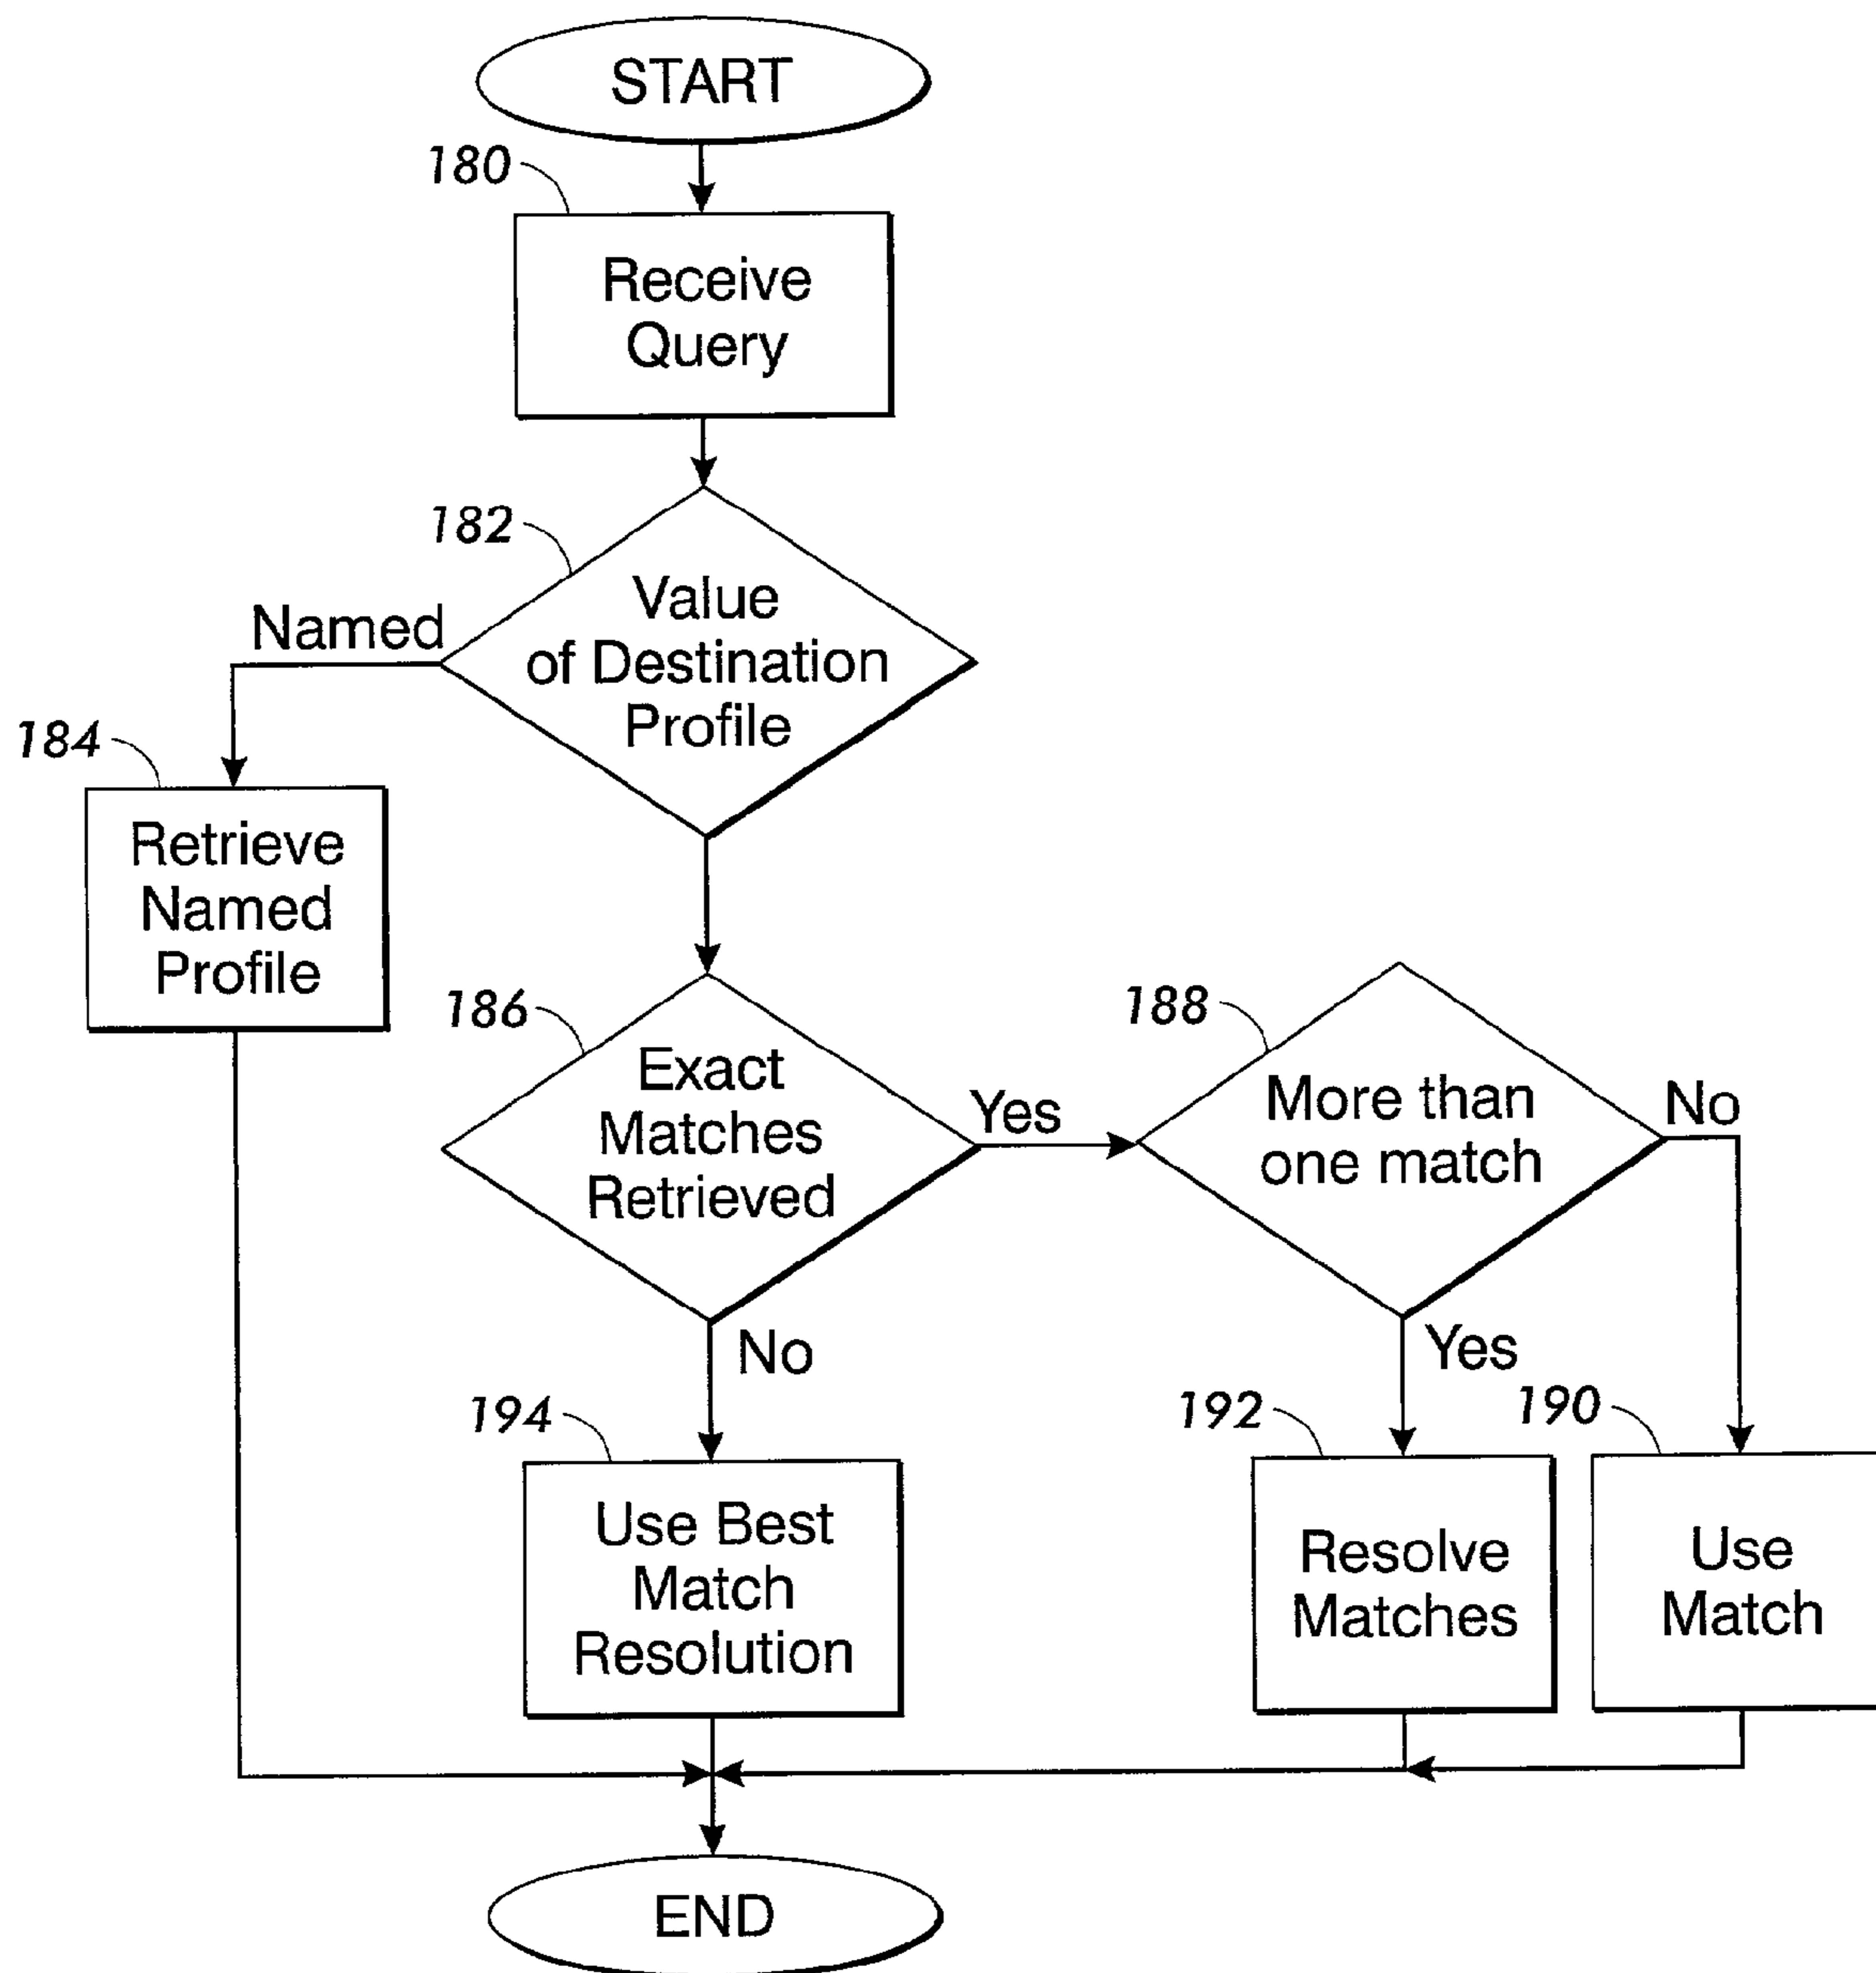 START
180
Receive
Query
182
Value
of Destination
Profile
Named
184
Retrieve
Named
Profile
186
Exact
Matches
Retrieved
Yes
188
More than
one match
No
No
Yes
194
Use Best
Match
Resolution
192
Resolve
Matches
190
Use
Match
END